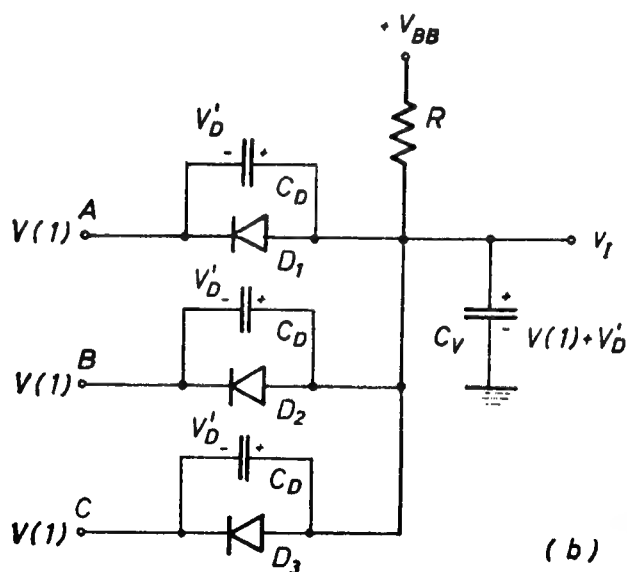 + V_BB
R
V'_D
- +
C_D
A
V(1)
D_1
V_I
V'_D - +
C_D
+
-
C_V
V(1)+V'_D
B
V(1)
D_2
V'_D - +
C_D
C
V(1)
D_3
(b)